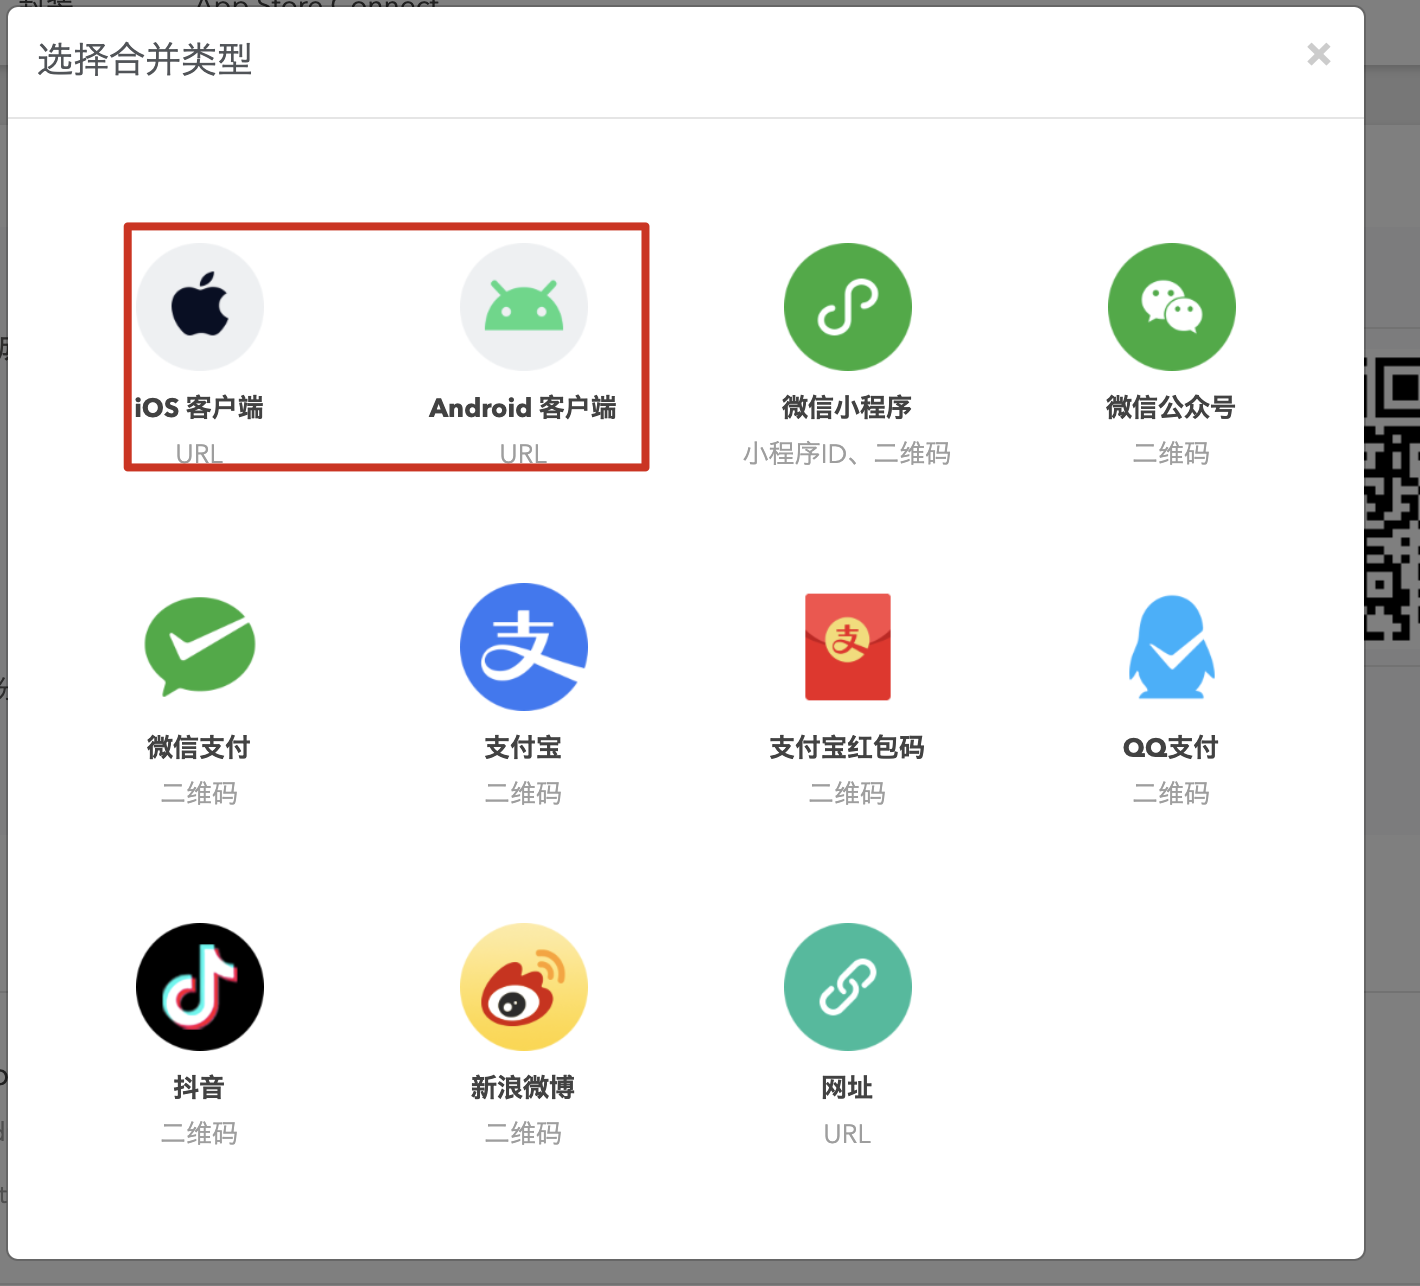 App Store Connect
选择合并类型
iOS 客户端
URL
Android 客户端
URL
微信小程序
小程序ID、二维码
微信公众号
二维码
微信支付
二维码
支付宝
二维码
支
支付宝红包码
二维码
QQ支付
二维码
抖音
二维码
新浪微博
二维码
网址
URL